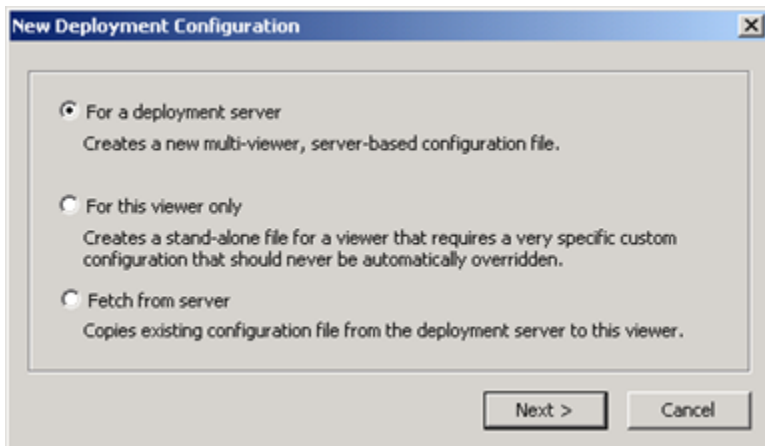 New Deployment Configuration
For a deployment server
Creates a new multi-viewer, server-based configuration file.
For this viewer only
Creates a stand-alone file for a viewer that requires a very specific custom
configuration that should never be automatically overridden.
Fetch from server
Copies existing configuration file from the deployment server to this viewer.
Next >
Cancel